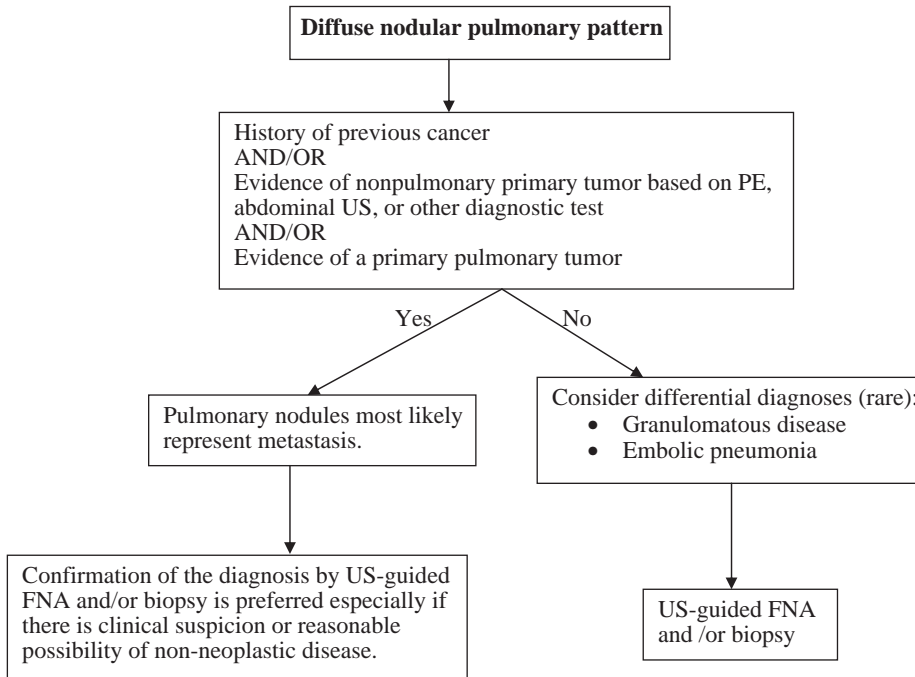 Diffuse nodular pulmonary pattern
History of previous cancer
AND/OR
Evidence of nonpulmonary primary tumor based on PE,
abdominal US, or other diagnostic test
AND/OR
Evidence of a primary pulmonary tumor
Yes
No
Pulmonary nodules most likely
represent metastasis.
Consider differential diagnoses (rare):
• Granulomatous disease
• Embolic pneumonia
Confirmation of the diagnosis by US-guided
FNA and/or biopsy is preferred especially if
there is clinical suspicion or reasonable
possibility of non-neoplastic disease.
US-guided FNA
and /or biopsy